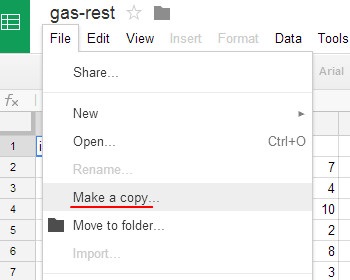 gas-rest
File Edit View Insert Format Data Tools
Share...
Arial
fx
New
Open... Ctrl+O
Rename...
Make a copy...
Move to folder...
Import...
1 i
2 7
3 4
4 10
5 2
6 8
7 3